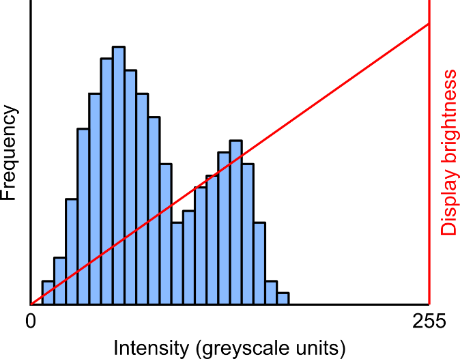 Frequency
Display brightness
0
255
Intensity (greyscale units)